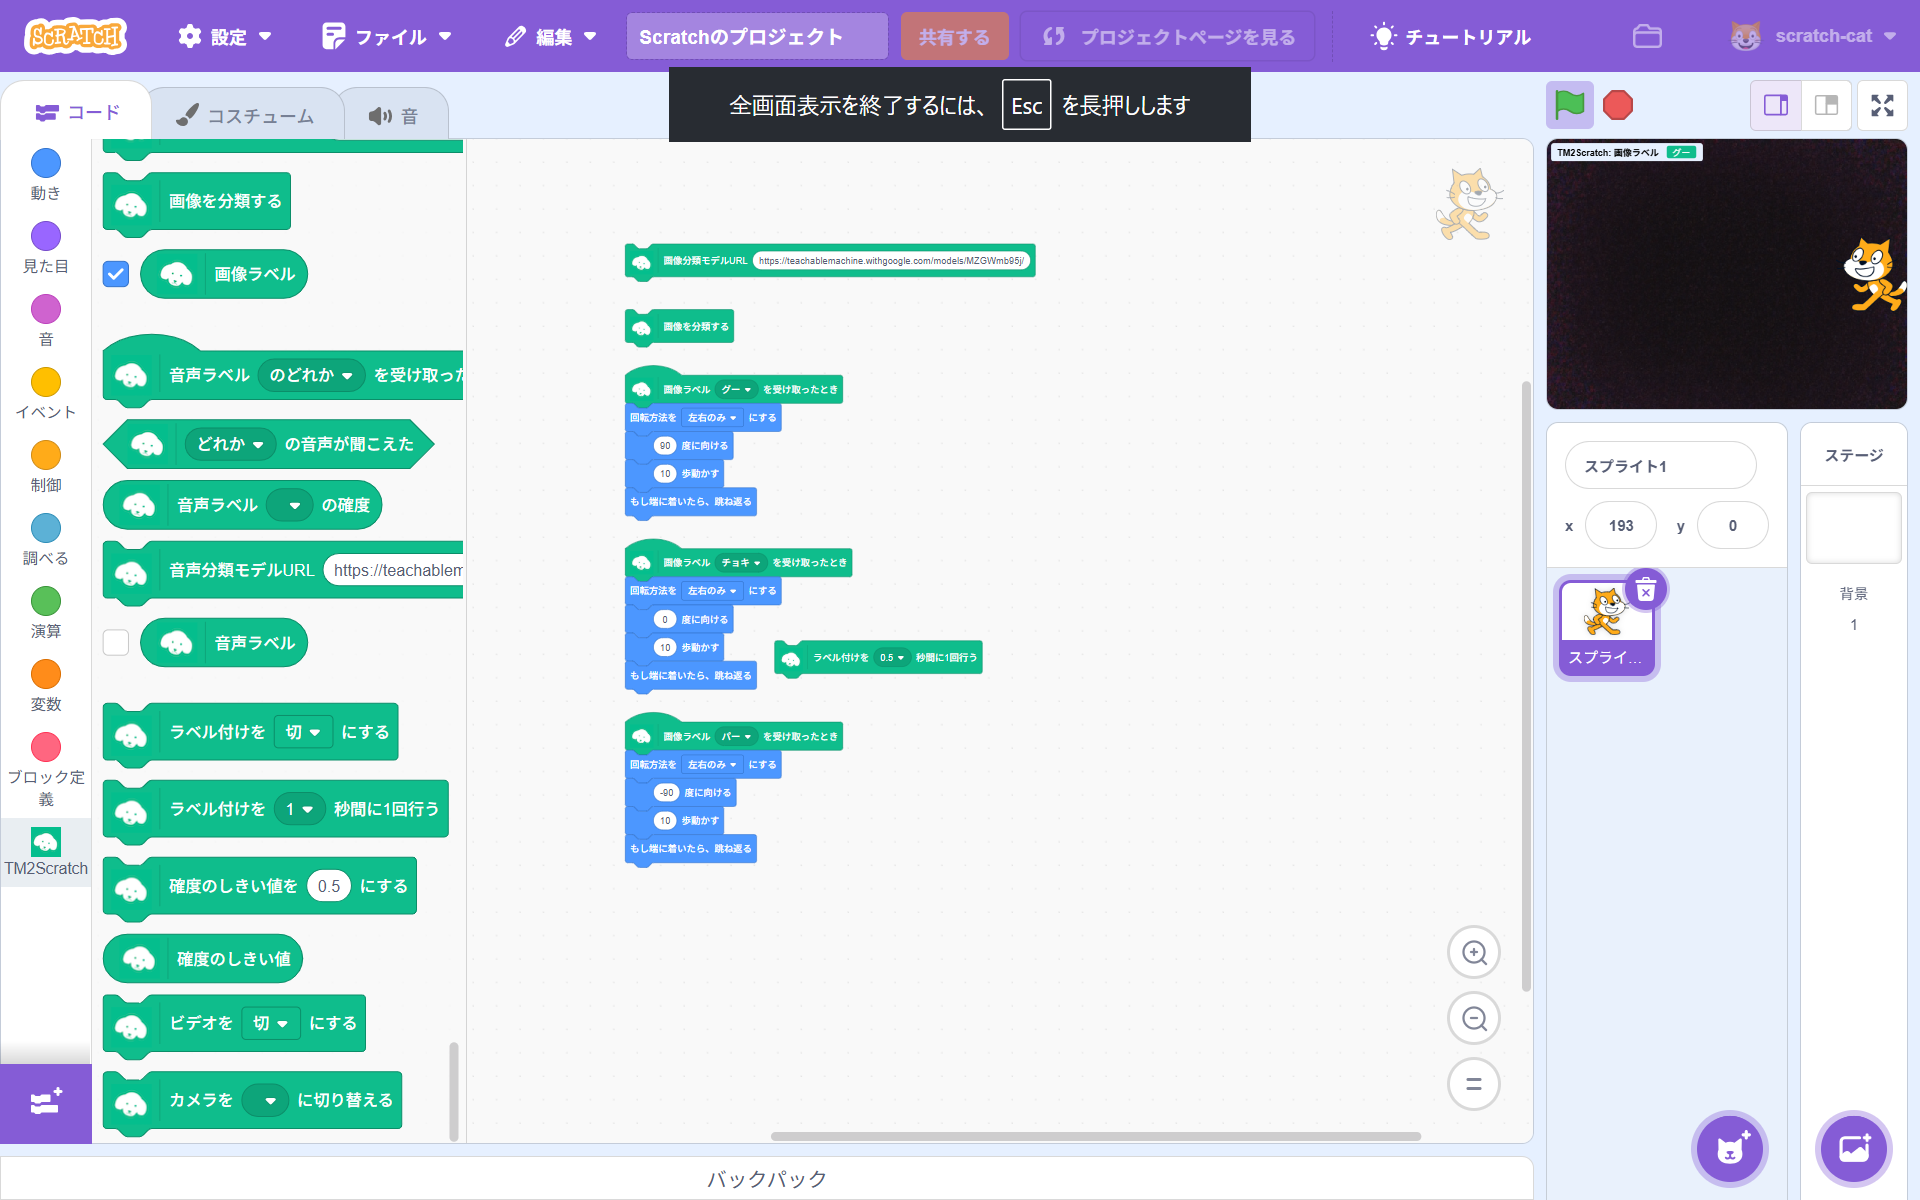 SCRATCH 設定 ファイル 編集 Scratchのプロジェクト 共有する プロジェクトページを見る チュートリアル scratch-cat
全画面表示を終了するには、 Esc を長押しします
コード コスチューム 音
動き
見た目
音
イベント
制御
調べる
演算
変数
ブロック定
義
TM2Scratch
画像を分類する
画像ラベル
音声ラベル のどれか を受け取った
どれか の音声が聞こえた
音声ラベル の確度
音声分類モデルURL https://teachablem
音声ラベル
ラベル付けを 切 にする
ラベル付けを 1 秒間に1回行う
確度のしきい値を 0.5 にする
確度のしきい値
ビデオを 切 にする
カメラを に切り替える
画像分類モデルURL https://teachablemachine.withgoogle.com/models/MZGWmb95j/
画像を分類する
画像ラベル グー を受け取ったとき
回転方法を 左右のみ にする
90 度に向ける
10 歩動かす
もし端に着いたら、跳ね返る
画像ラベル チョキ を受け取ったとき
回転方法を 左右のみ にする
0 度に向ける
10 歩動かす
もし端に着いたら、跳ね返る
ラベル付けを 0.5 秒間に1回行う
画像ラベル パー を受け取ったとき
回転方法を 左右のみ にする
-90 度に向ける
10 歩動かす
もし端に着いたら、跳ね返る
TM2Scratch: 画像ラベル グー
スプライト1
x 193 y 0
スプライ...
ステージ
背景
1
バックパック